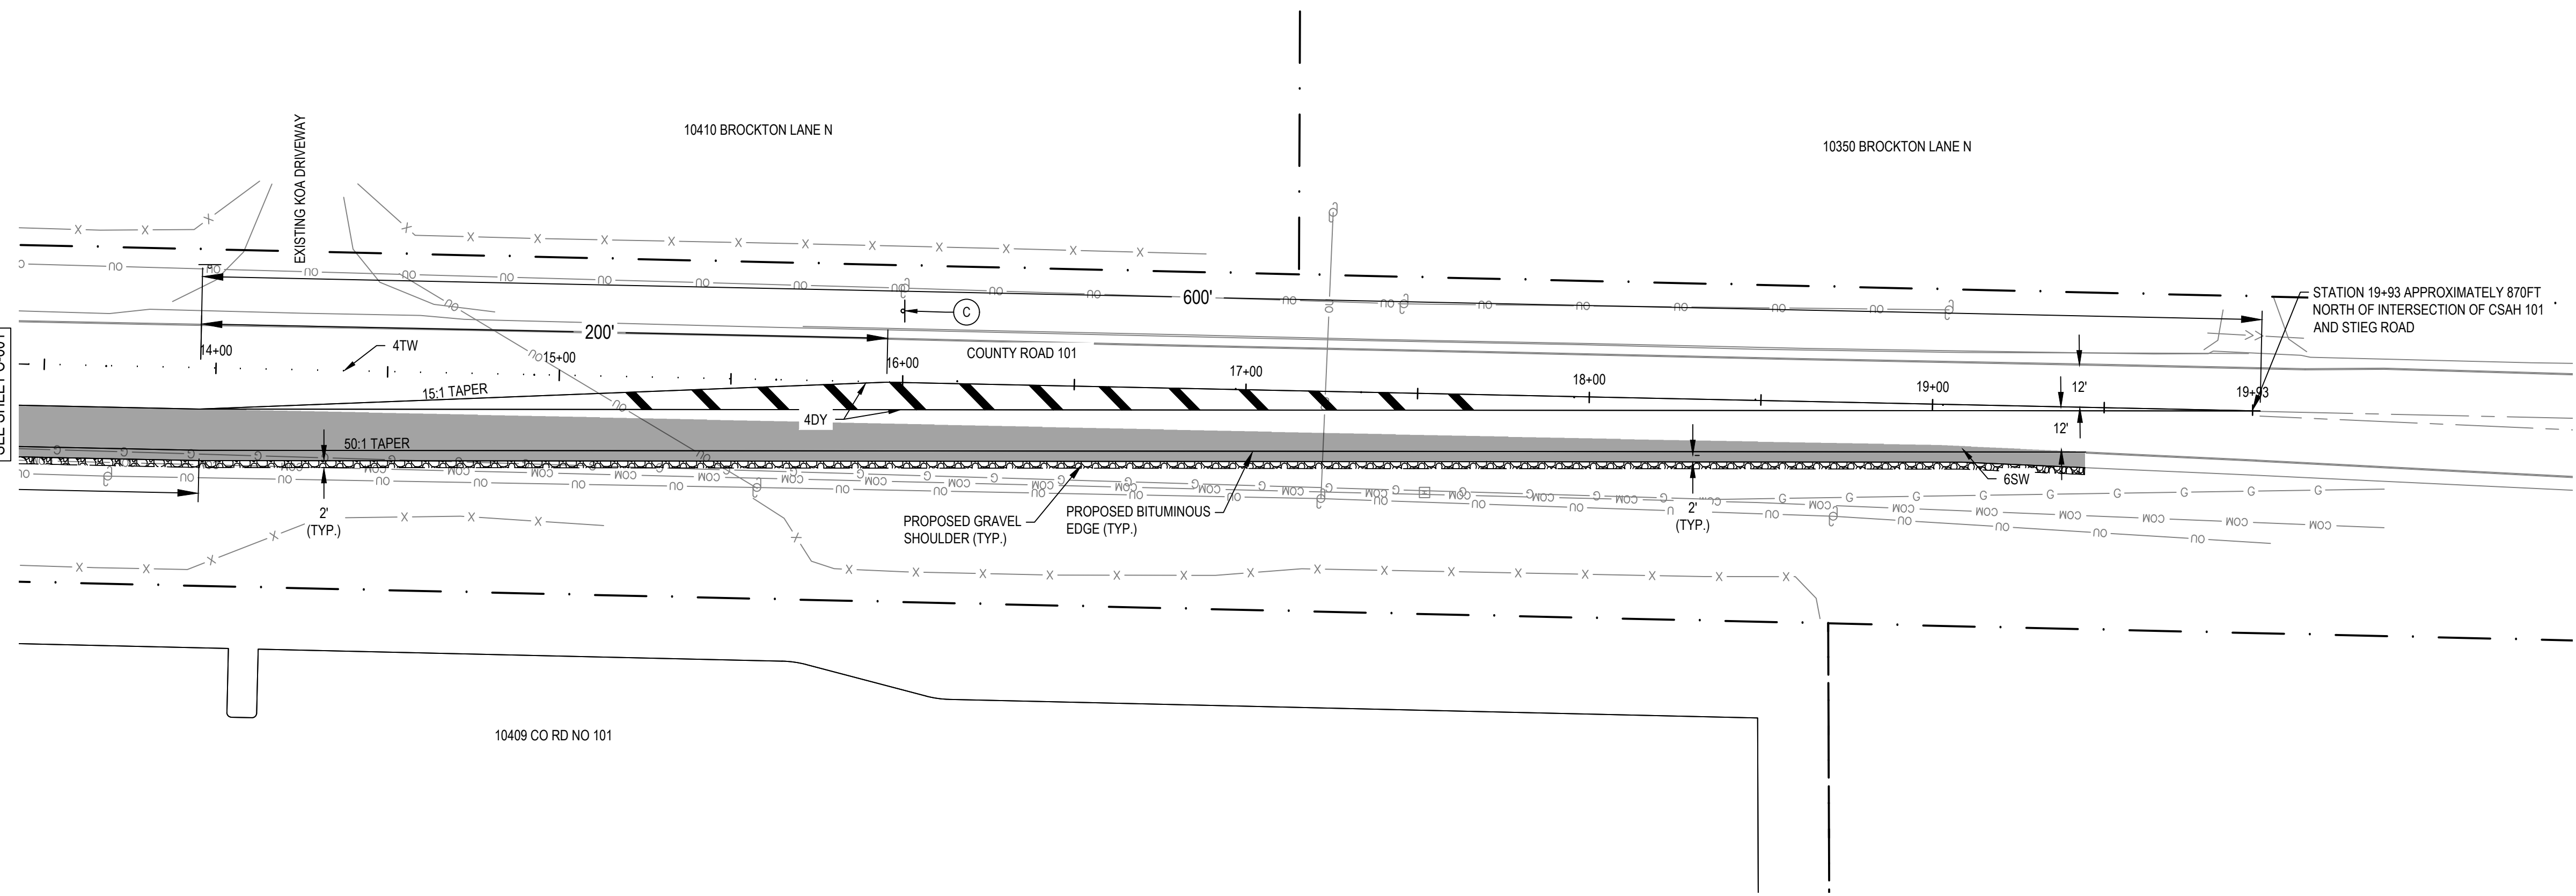 10410 BROCKTON LANE N
10350 BROCKTON LANE N
EXISTING KOA DRIVEWAY
600'
STATION 19+93 APPROXIMATELY 870FT
NORTH OF INTERSECTION OF CSAH 101
AND STIEG ROAD
C
200'
COUNTY ROAD 101
4TW
14+00
15+00
16+00
17+00
18+00
19+00
19+93
12'
12'
15:1 TAPER
4DY
50:1 TAPER
6SW
2'
(TYP.)
PROPOSED GRAVEL
SHOULDER (TYP.)
PROPOSED BITUMINOUS
EDGE (TYP.)
2'
(TYP.)
10409 CO RD NO 101